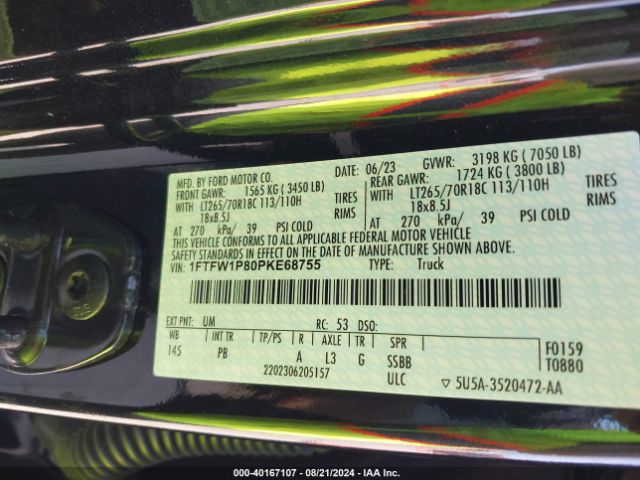 MFD. BY FORD MOTOR CO.
DATE: 06/23 GVWR: 3198 KG ( 7050 LB)
FRONT GAWR: 1565 KG ( 3450 LB)
REAR GAWR: 1724 KG ( 3800 LB)
WITH LT265/70R18C 113/110H TIRES
WITH LT265/70R18C 113/110H TIRES
18x8.5J RIMS
18x8.5J RIMS
AT 270 kPa/ 39 PSI COLD
AT 270 kPa/ 39 PSI COLD
THIS VEHICLE CONFORMS TO ALL APPLICABLE FEDERAL MOTOR VEHICLE
SAFETY STANDARDS IN EFFECT ON THE DATE OF MANUFACTURE SHOWN ABOVE.
VIN: 1FTFW1P80PKE68755 TYPE: Truck
EXT PNT: UM RC: 53 DSO:
WB INT TR TP/PS R AXLE TR SPR
145 PB A L3 G SSBB
ULC
F0159
T0880
2202306205157
▽ 5U5A-3520472-AA
000-40167107 - 08/21/2024 - IAA Inc.